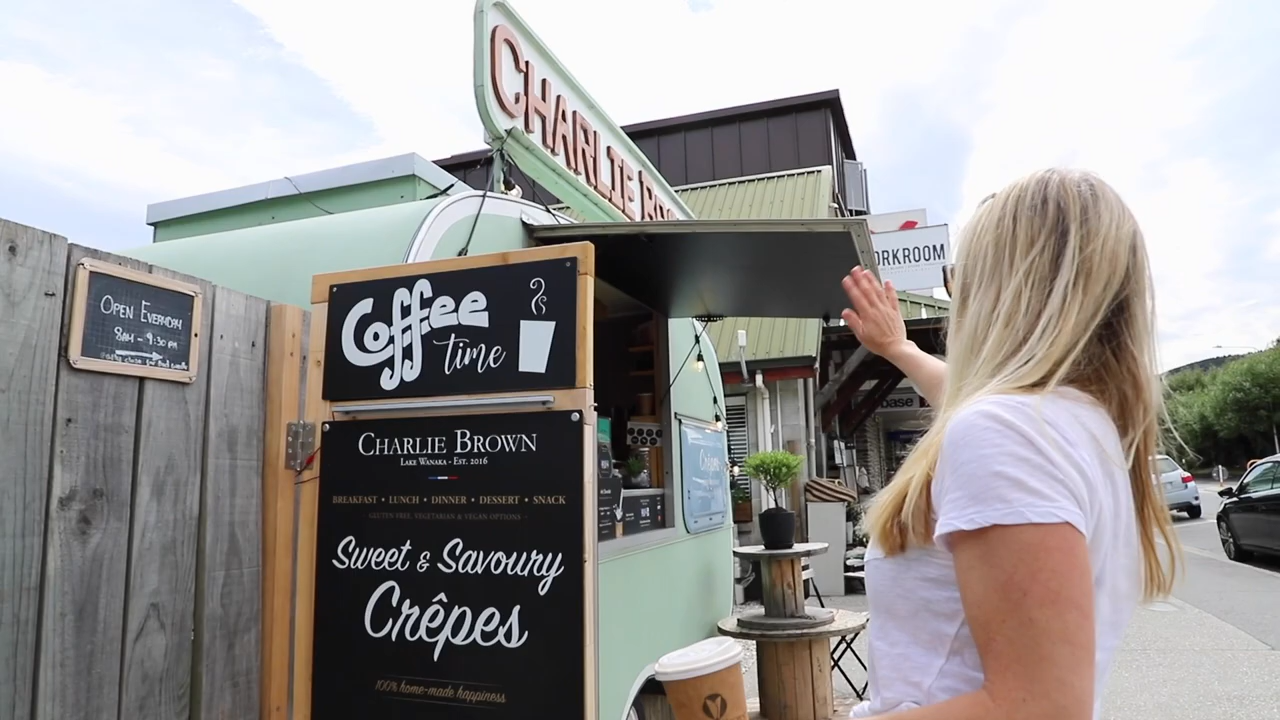 CHARLIE
OPEN EVERYDAY
8AM - 9:30 PM
ORKROOM
Coffee
time
CHARLIE BROWN
LAKE WANAKA - EST. 2016
BREAKFAST • LUNCH • DINNER • DESSERT • SNACK
GLUTEN FREE, VEGETARIAN & VEGAN OPTIONS
Sweet & Savoury
Crêpes
100% home-made happiness
base
Crêpes